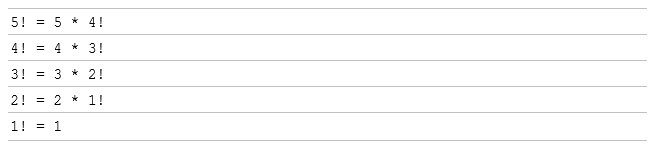 5! = 5 * 4!
4! = 4 * 3!
3! = 3 * 2!
2! = 2 * 1!
1! = 1